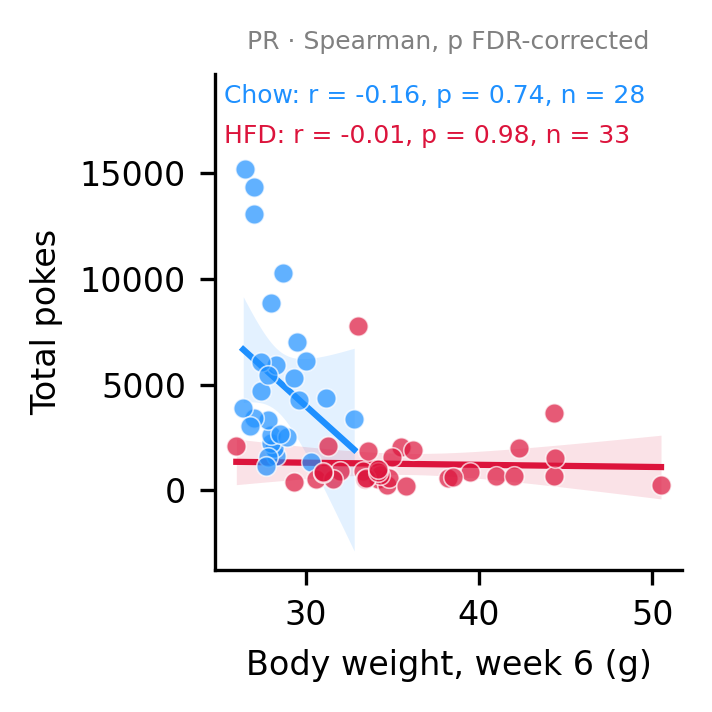 PR · Spearman, p FDR-corrected
Chow: r = -0.16, p = 0.74, n = 28
HFD: r = -0.01, p = 0.98, n = 33
15000
10000
5000
0
Total pokes
30 40 50
Body weight, week 6 (g)